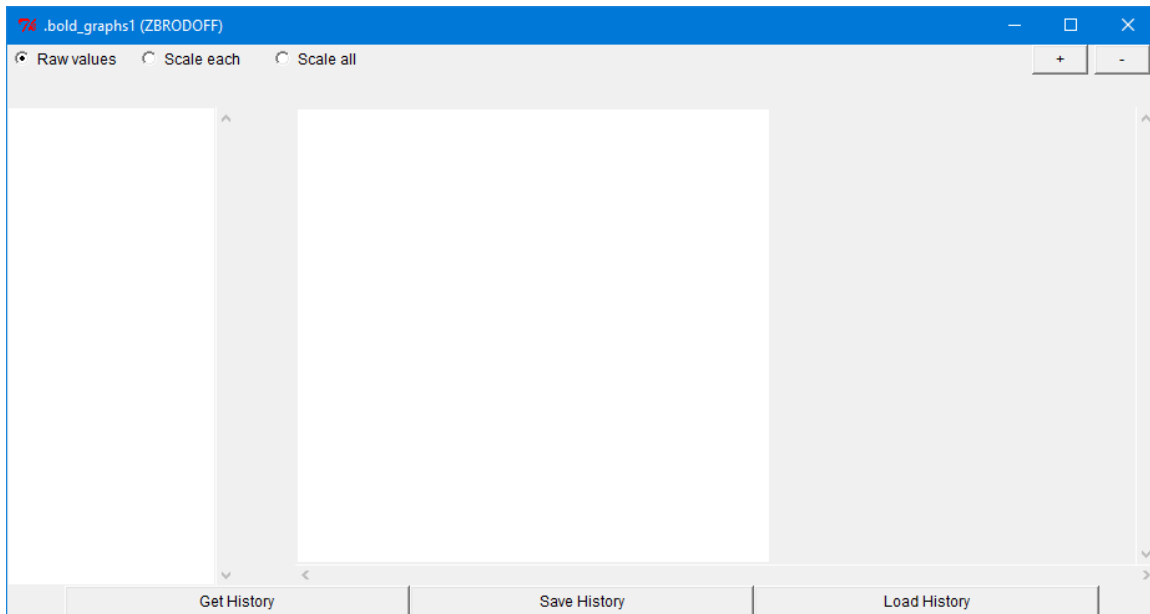 .bold_graphs1 (ZBRODOFF)
Raw values Scale each Scale all + -
Get History Save History Load History